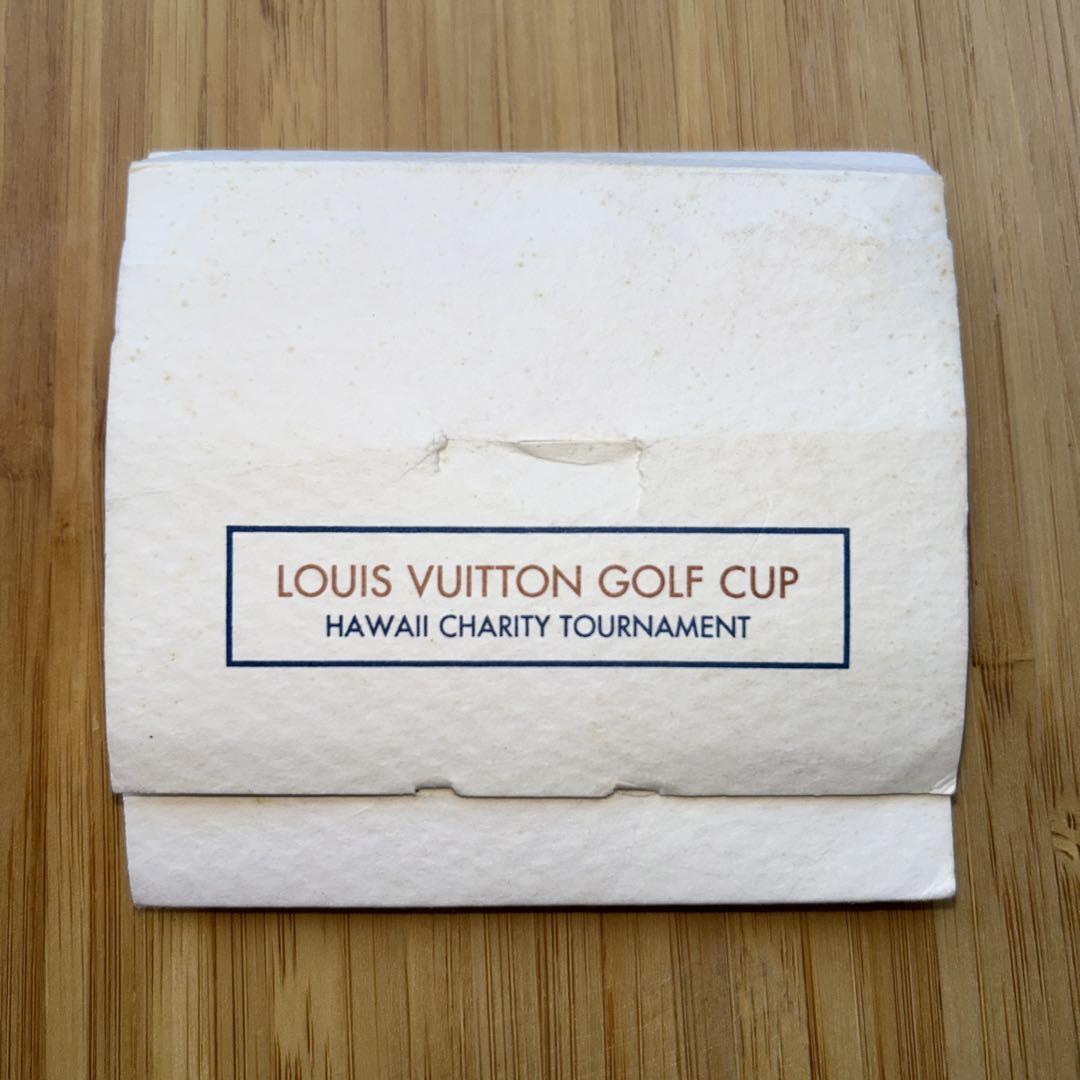 LOUIS VUITTON GOLF CUP
HAWAII CHARITY TOURNAMENT